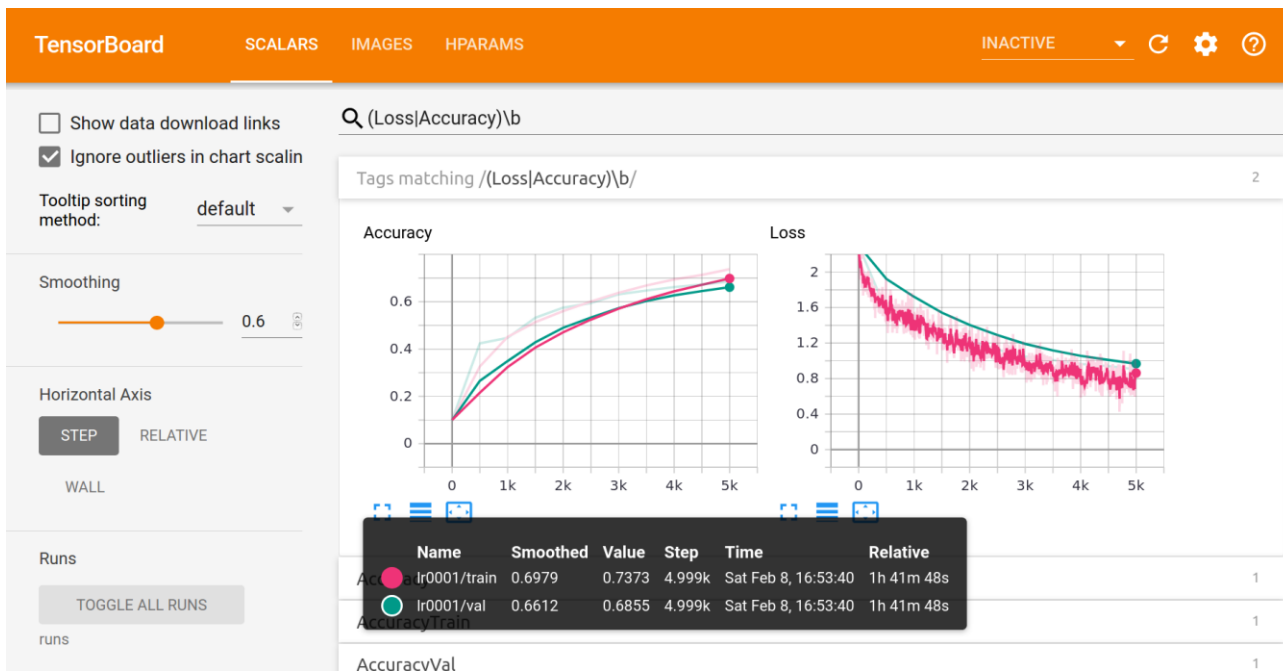 TensorBoard SCALARS IMAGES HPARAMS INACTIVE
Show data download links
Ignore outliers in chart scalin
Tooltip sorting
method:
default
Smoothing
0.6
Horizontal Axis
STEP RELATIVE
WALL
Runs
TOGGLE ALL RUNS
runs
(Loss|Accuracy)\b
Tags matching /(Loss|Accuracy)\b/ 2
Accuracy
0.6
0.4
0.2
0
0 1k 2k 3k 4k 5k
Loss
2
1.6
1.2
0.8
0.4
0
0 1k 2k 3k 4k 5k
Name Smoothed Value Step Time Relative
lr0001/train 0.6979 0.7373 4.999k Sat Feb 8, 16:53:40 1h 41m 48s
lr0001/val 0.6612 0.6855 4.999k Sat Feb 8, 16:53:40 1h 41m 48s
Accuracy 1
AccuracyTrain 1
AccuracyVal 1